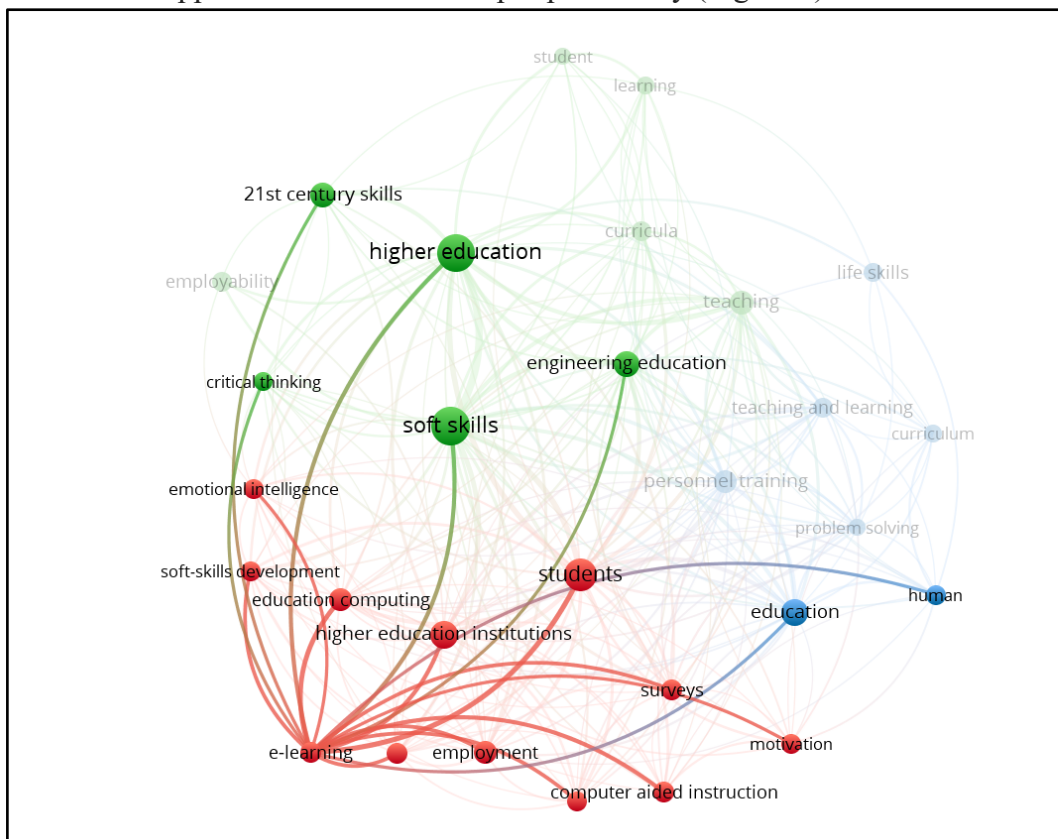 student
learning
21st century skills
curricula
higher education
life skills
employability
teaching
engineering education
critical thinking
teaching and learning
soft skills
curriculum
personnel training
emotional intelligence
problem solving
soft-skills development
students
education computing
human
education
higher education institutions
surveys
motivation
e-learning
employment
computer aided instruction